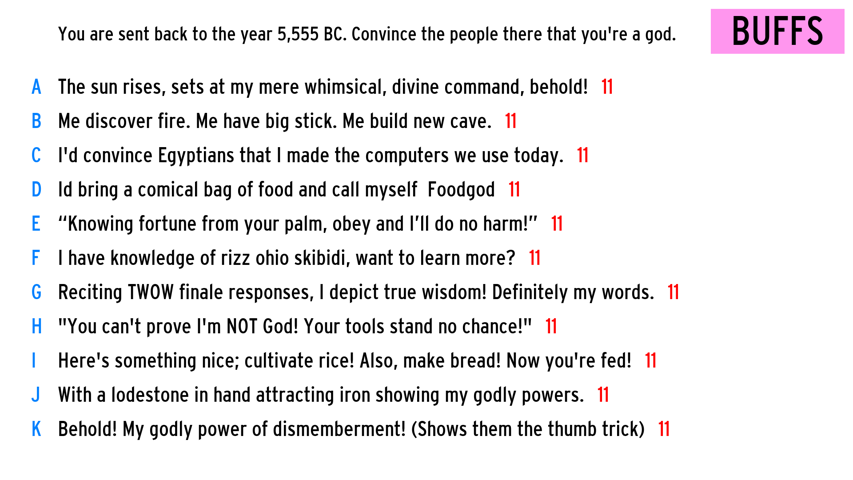 You are sent back to the year 5,555 BC. Convince the people there that you're a god.
BUFFS
A The sun rises, sets at my mere whimsical, divine command, behold! 11
B Me discover fire. Me have big stick. Me build new cave. 11
C I'd convince Egyptians that I made the computers we use today. 11
D Id bring a comical bag of food and call myself  Foodgod 11
E “Knowing fortune from your palm, obey and I’ll do no harm!” 11
F I have knowledge of rizz ohio skibidi, want to learn more? 11
G Reciting TWOW finale responses, I depict true wisdom! Definitely my words. 11
H "You can't prove I'm NOT God! Your tools stand no chance!" 11
I Here's something nice; cultivate rice! Also, make bread! Now you're fed! 11
J With a lodestone in hand attracting iron showing my godly powers. 11
K Behold! My godly power of dismemberment! (Shows them the thumb trick) 11